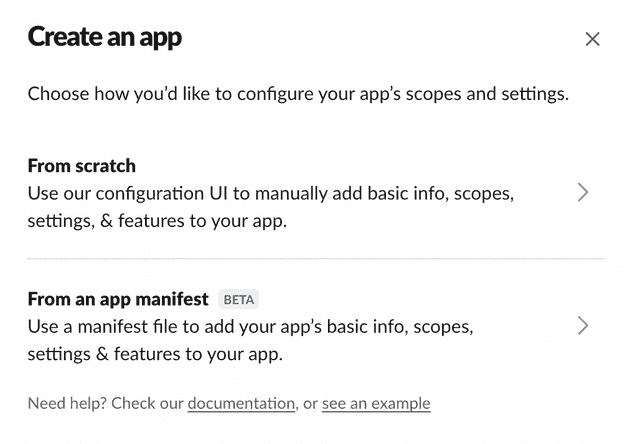 Create an app
Choose how you’d like to configure your app’s scopes and settings.
From scratch
Use our configuration UI to manually add basic info, scopes,
settings, & features to your app.
From an app manifest BETA
Use a manifest file to add your app’s basic info, scopes,
settings & features to your app.
Need help? Check our documentation, or see an example